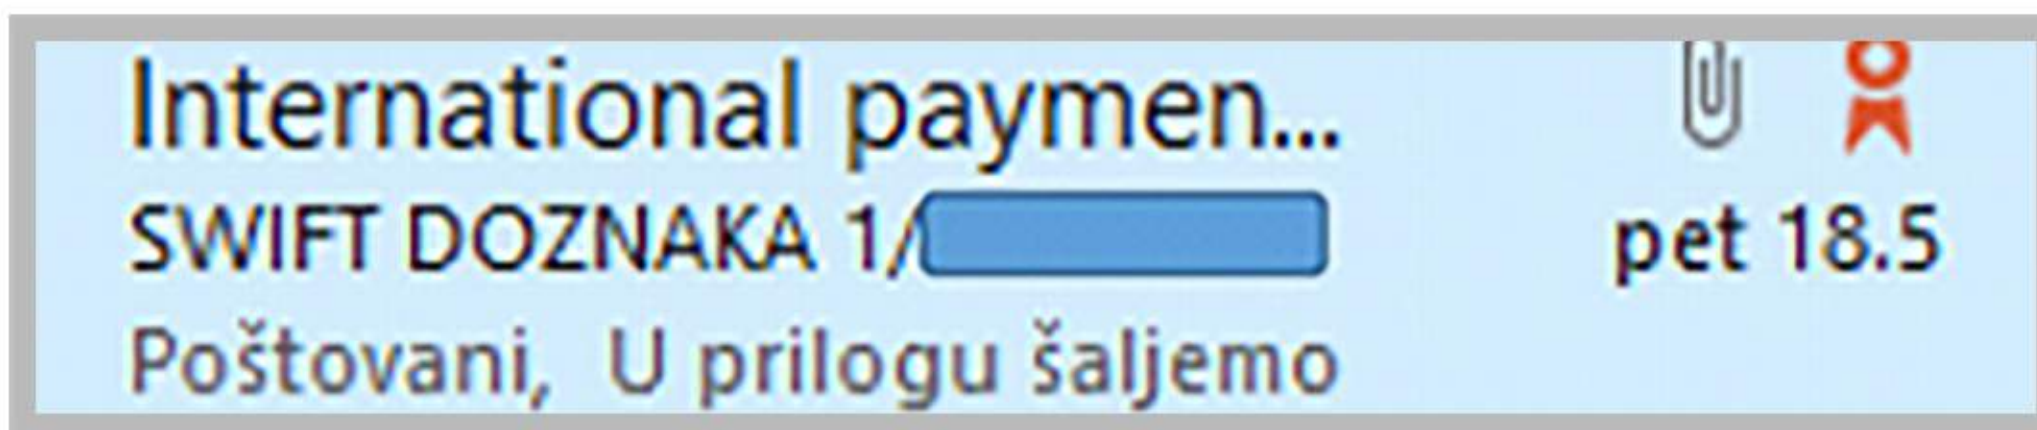 International paymen...
SWIFT DOZNAKA 1/
pet 18.5
Poštovani, U prilogu šaljemo